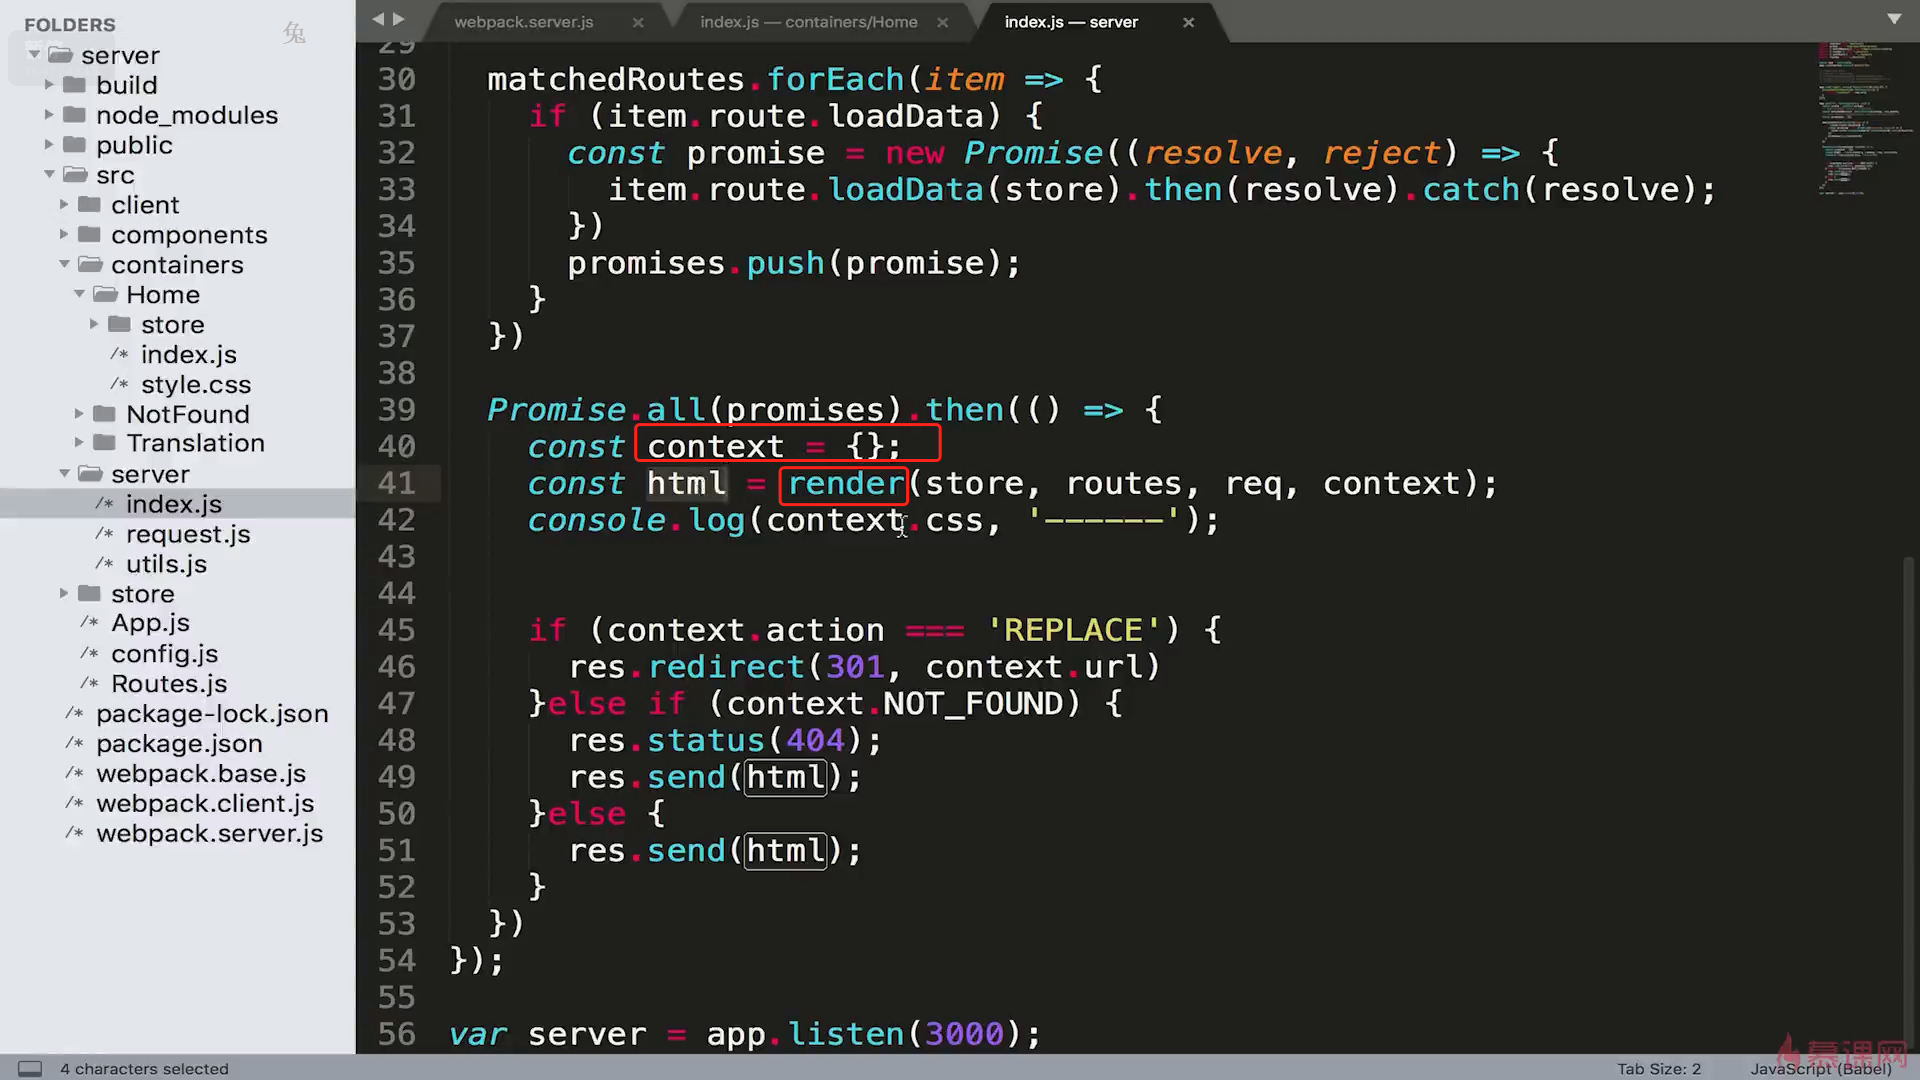 FOLDERS
兔
server
build
node_modules
public
src
client
components
containers
Home
store
/* index.js
/* style.css
NotFound
Translation
server
/* index.js
/* request.js
/* utils.js
store
/* App.js
/* config.js
/* Routes.js
/* package-lock.json
/* package.json
/* webpack.base.js
/* webpack.client.js
/* webpack.server.js
webpack.server.js ×
index.js — containers/Home ×
index.js — server ×
29
30 matchedRoutes.forEach(item => {
31 if (item.route.loadData) {
32 const promise = new Promise((resolve, reject) => {
33 item.route.loadData(store).then(resolve).catch(resolve);
34 })
35 promises.push(promise);
36 }
37 })
38
39 Promise.all(promises).then(() => {
40 const context = {};
41 const html = render(store, routes, req, context);
42 console.log(context.css, '------');
43
44
45 if (context.action === 'REPLACE') {
46 res.redirect(301, context.url)
47 }else if (context.NOT_FOUND) {
48 res.status(404);
49 res.send(html);
50 }else {
51 res.send(html);
52 }
53 })
54 });
55
56 var server = app.listen(3000);
慕课网
4 characters selected
Tab Size: 2
JavaScript (Babel)